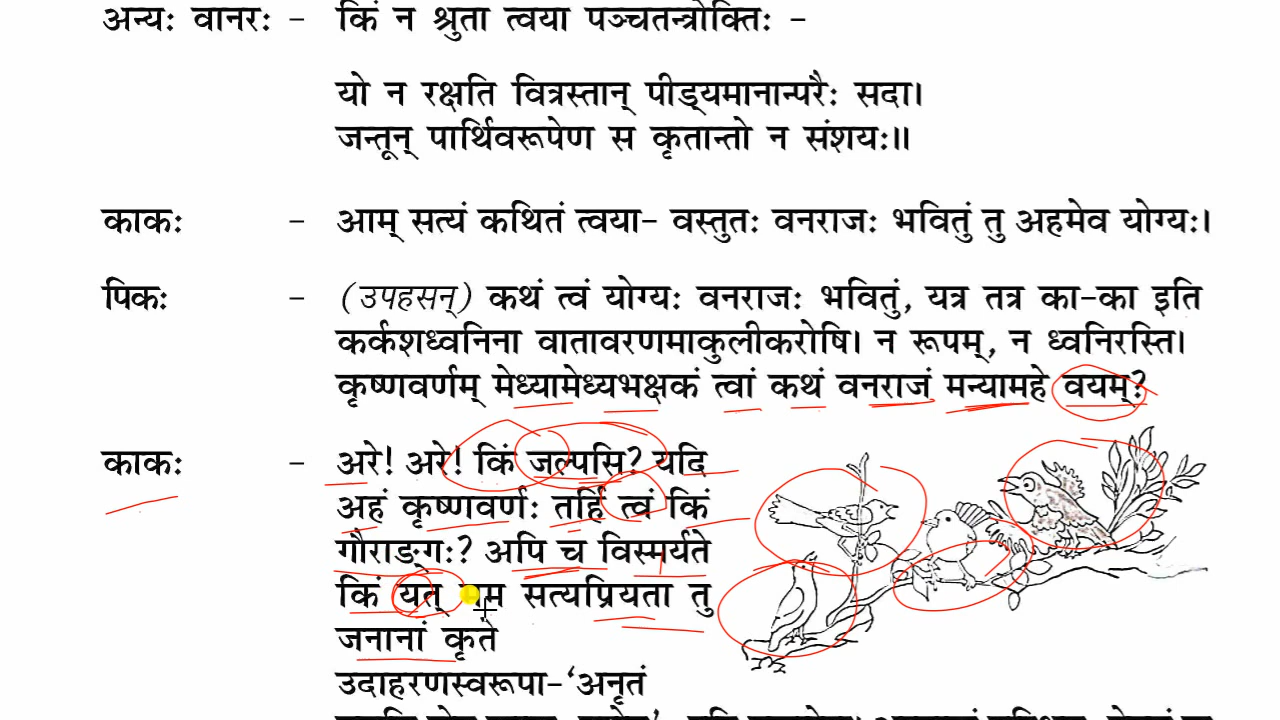 अन्यः वानरः - किं न श्रुता त्वया पञ्चतन्त्रोक्तिः -
यो न रक्षति वित्रस्तान् पीड्यमानान्परैः सदा।
जन्तून् पार्थिवरूपेण स कृतान्तो न संशयः॥
काकः - आम् सत्यं कथितं त्वया- वस्तुतः वनराजः भवितुं तु अहमेव योग्यः।
पिकः - (उपहसन्) कथं त्वं योग्यः वनराजः भवितुं, यत्र तत्र का-का इति
कर्कशध्वनिना वातावरणमाकुलीकरोषि। न रूपम्, न ध्वनिरस्ति।
कृष्णवर्णम् मेध्यामेध्यभक्षकं त्वां कथं वनराजं मन्यामहे वयम्?
काकः - अरे! अरे! किं जल्पसि? यदि
अहं कृष्णवर्णः तर्हि त्वं किं
गौराङ्गः? अपि च विस्मर्यते
किं यत् मम सत्यप्रियता तु
जनानां कृते
उदाहरणस्वरूपा-‘अनृतं